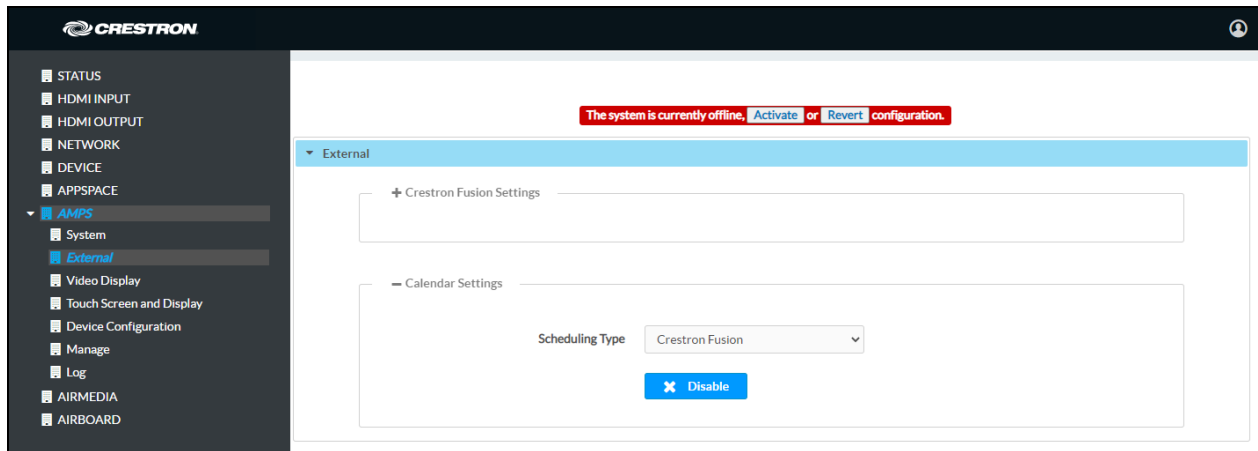 CRESTRON
STATUS
HDMI INPUT
HDMI OUTPUT
NETWORK
DEVICE
APPSPACE
AMPS
System
External
Video Display
Touch Screen and Display
Device Configuration
Manage
Log
AIRMEDIA
AIRBOARD
The system is currently offline, Activate or Revert configuration.
External
Crestron Fusion Settings
Calendar Settings
Scheduling Type Crestron Fusion
Disable